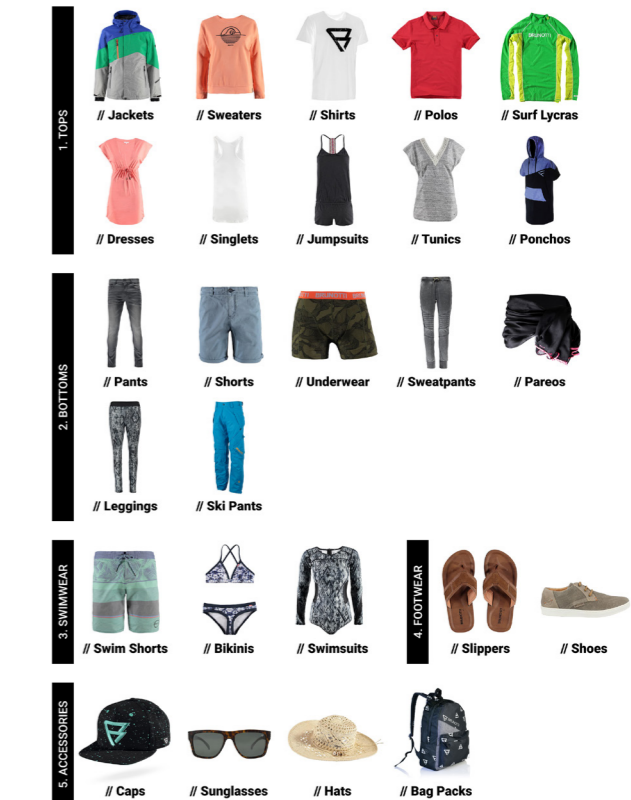 1. TOPS
// Jackets
// Sweaters
// Shirts
// Polos
BRUNOTTI
// Surf Lycras
// Dresses
// Singlets
// Jumpsuits
// Tunics
// Ponchos
2. BOTTOMS
// Pants
// Shorts
BRUNOTTI
// Underwear
// Sweatpants
// Pareos
// Leggings
// Ski Pants
3. SWIMWEAR
// Swim Shorts
// Bikinis
// Swimsuits
4. FOOTWEAR
// Slippers
// Shoes
5. ACCESSORIES
// Caps
// Sunglasses
// Hats
// Bag Packs